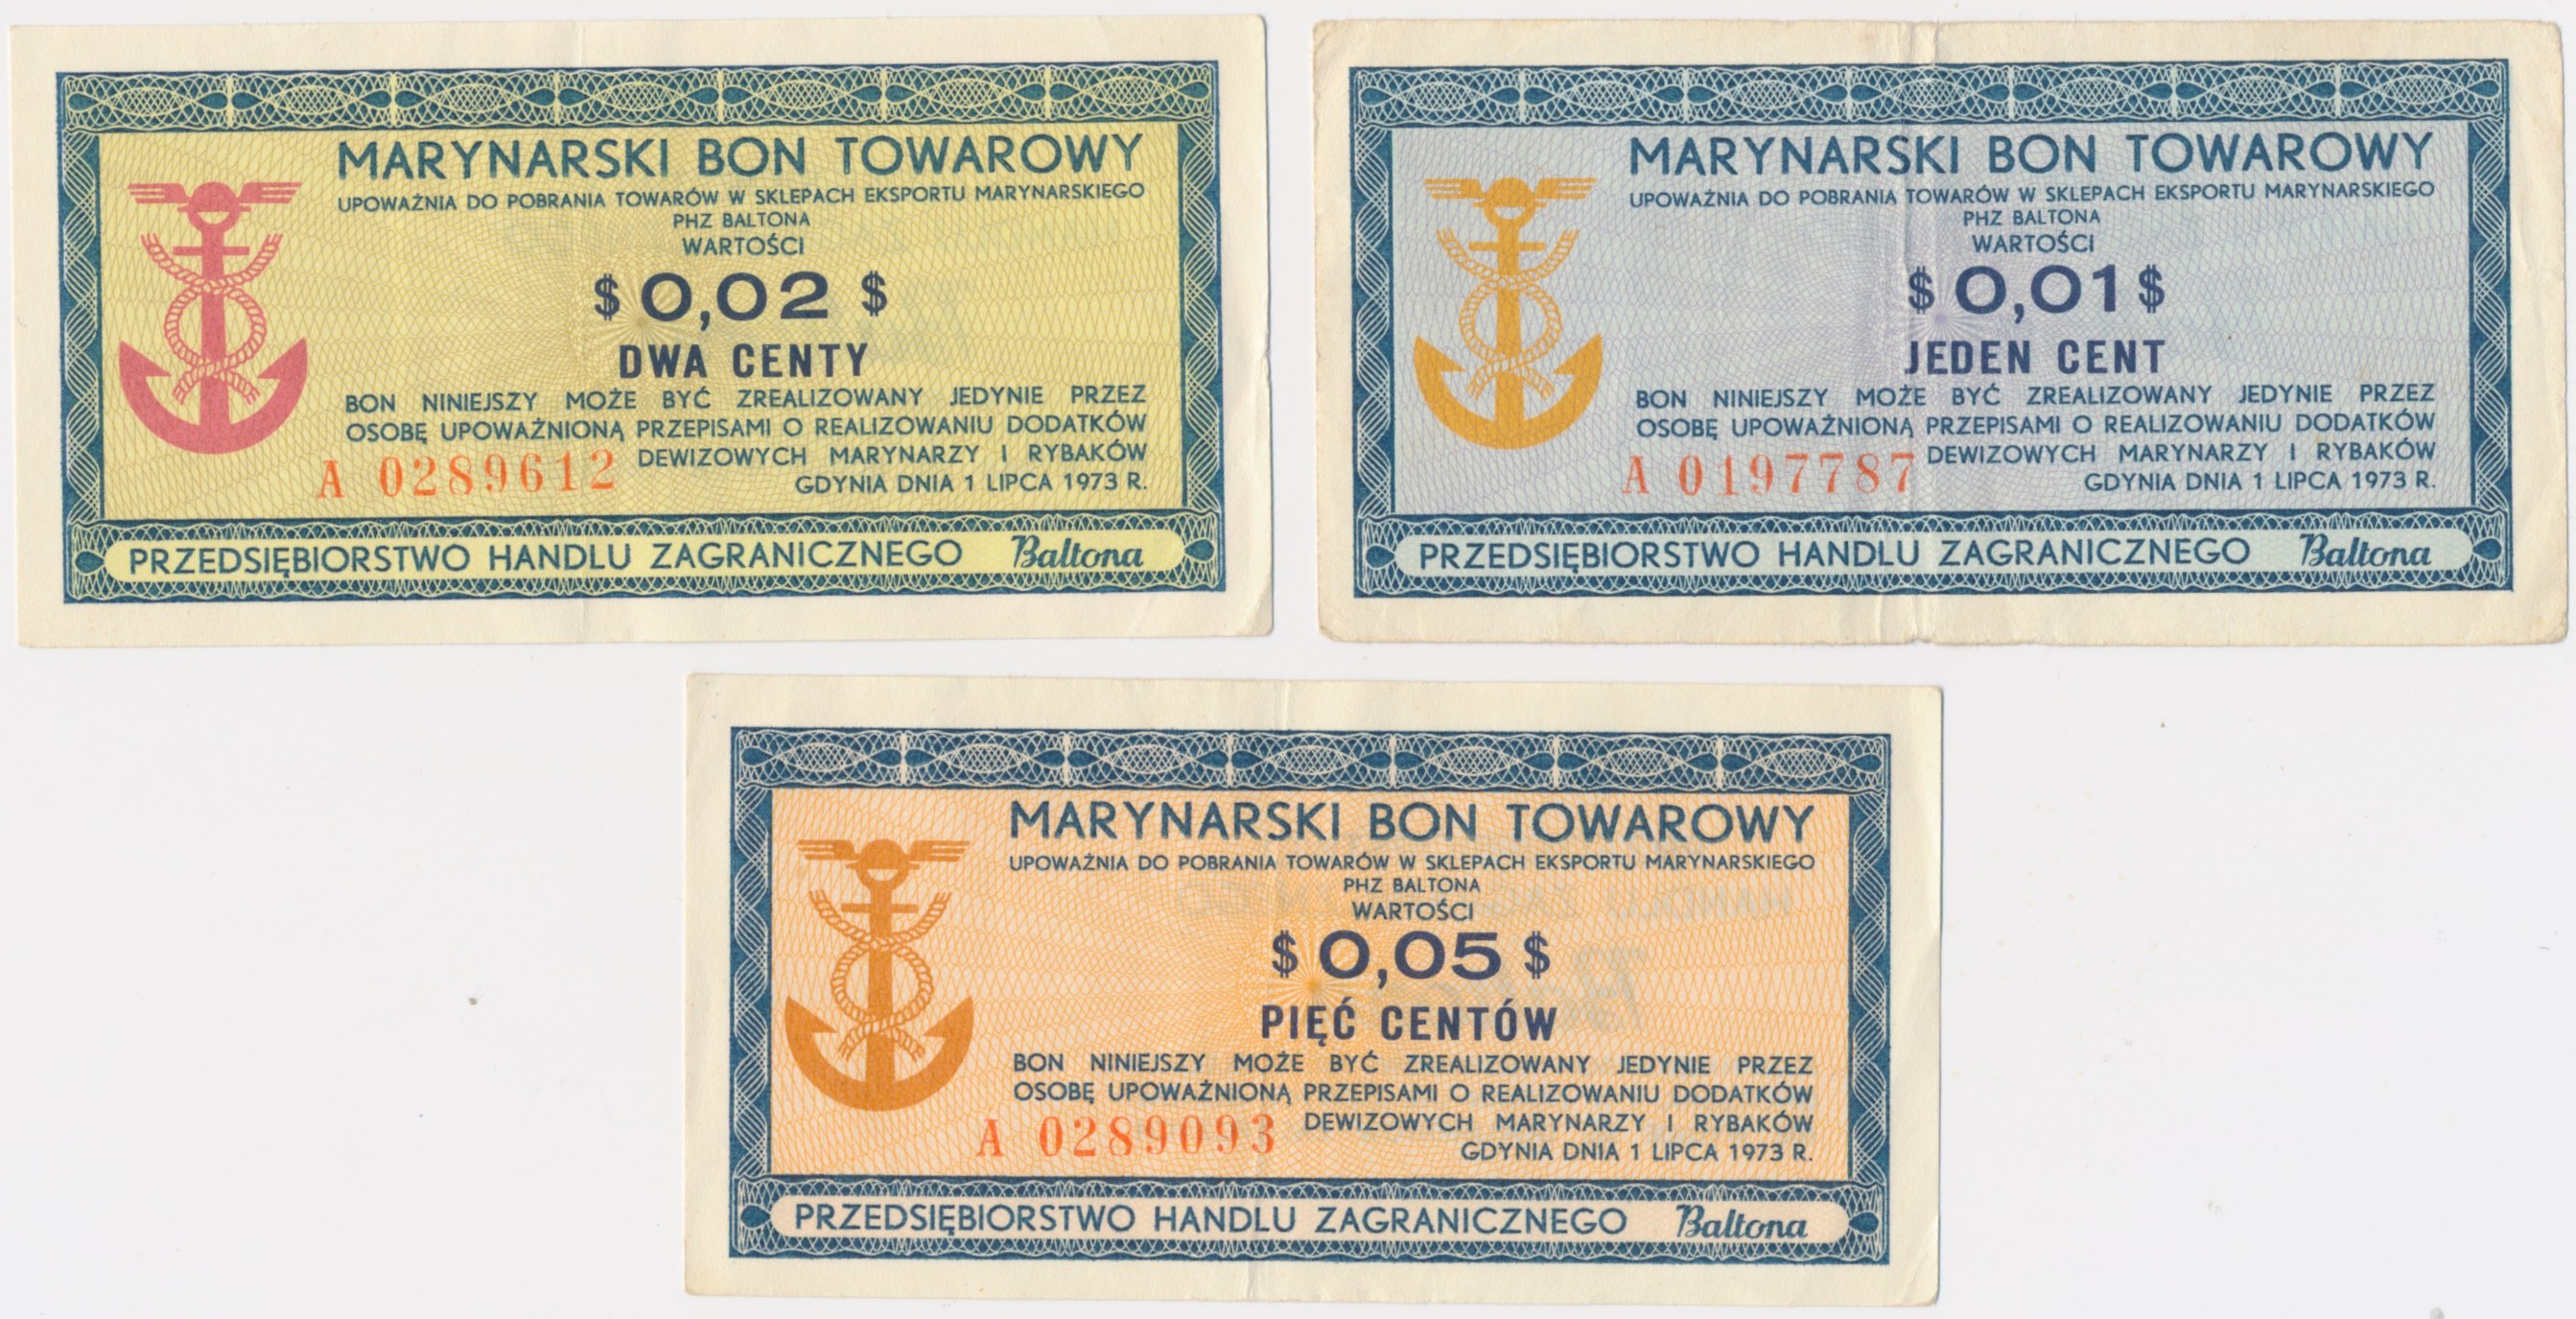 MARYNARSKI BON TOWAROWY
UPOWAŻNIA DO POBRANIA TOWARÓW W SKLEPACH EKSPORTU MARYNARSKIEGO
PHZ BALTONA
WARTOŚCI
$ 0,02 $
DWA CENTY
BON NINIEJSZY MOŻE BYĆ ZREALIZOWANY JEDYNIE PRZEZ
OSOBĘ UPOWAŻNIONĄ PRZEPISAMI O REALIZOWANIU DODATKÓW
DEWIZOWYCH MARYNARZY I RYBAKÓW
A 0289612
GDYNIA DNIA 1 LIPCA 1973 R.
PRZEDSIĘBIORSTWO HANDLU ZAGRANICZNEGO Baltona
MARYNARSKI BON TOWAROWY
UPOWAŻNIA DO POBRANIA TOWARÓW W SKLEPACH EKSPORTU MARYNARSKIEGO
PHZ BALTONA
WARTOŚCI
$ 0,01 $
JEDEN CENT
BON NINIEJSZY MOŻE BYĆ ZREALIZOWANY JEDYNIE PRZEZ
OSOBĘ UPOWAŻNIONĄ PRZEPISAMI O REALIZOWANIU DODATKÓW
DEWIZOWYCH MARYNARZY I RYBAKÓW
A 0197787
GDYNIA DNIA 1 LIPCA 1973 R.
PRZEDSIĘBIORSTWO HANDLU ZAGRANICZNEGO Baltona
MARYNARSKI BON TOWAROWY
UPOWAŻNIA DO POBRANIA TOWARÓW W SKLEPACH EKSPORTU MARYNARSKIEGO
PHZ BALTONA
WARTOŚCI
$ 0,05 $
PIĘĆ CENTÓW
BON NINIEJSZY MOŻE BYĆ ZREALIZOWANY JEDYNIE PRZEZ
OSOBĘ UPOWAŻNIONĄ PRZEPISAMI O REALIZOWANIU DODATKÓW
DEWIZOWYCH MARYNARZY I RYBAKÓW
A 0289093
GDYNIA DNIA 1 LIPCA 1973 R.
PRZEDSIĘBIORSTWO HANDLU ZAGRANICZNEGO Baltona